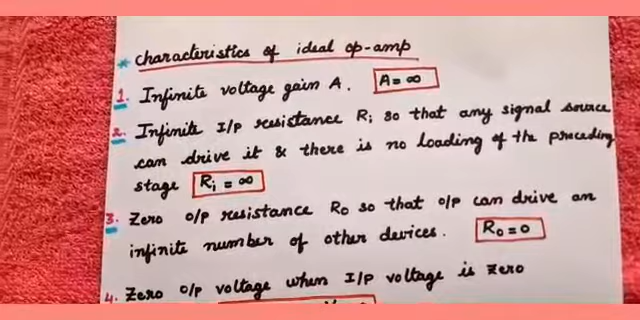 * characteristics of ideal op-amp
1. Infinite voltage gain A. A = ∞
2. Infinite I/P resistance Ri so that any signal source
can drive it & there is no loading of the preceding
stage Ri = ∞
3. Zero o/p resistance Ro so that o/p can drive an
infinite number of other devices. Ro = 0
4. Zero o/p voltage when I/P voltage is zero